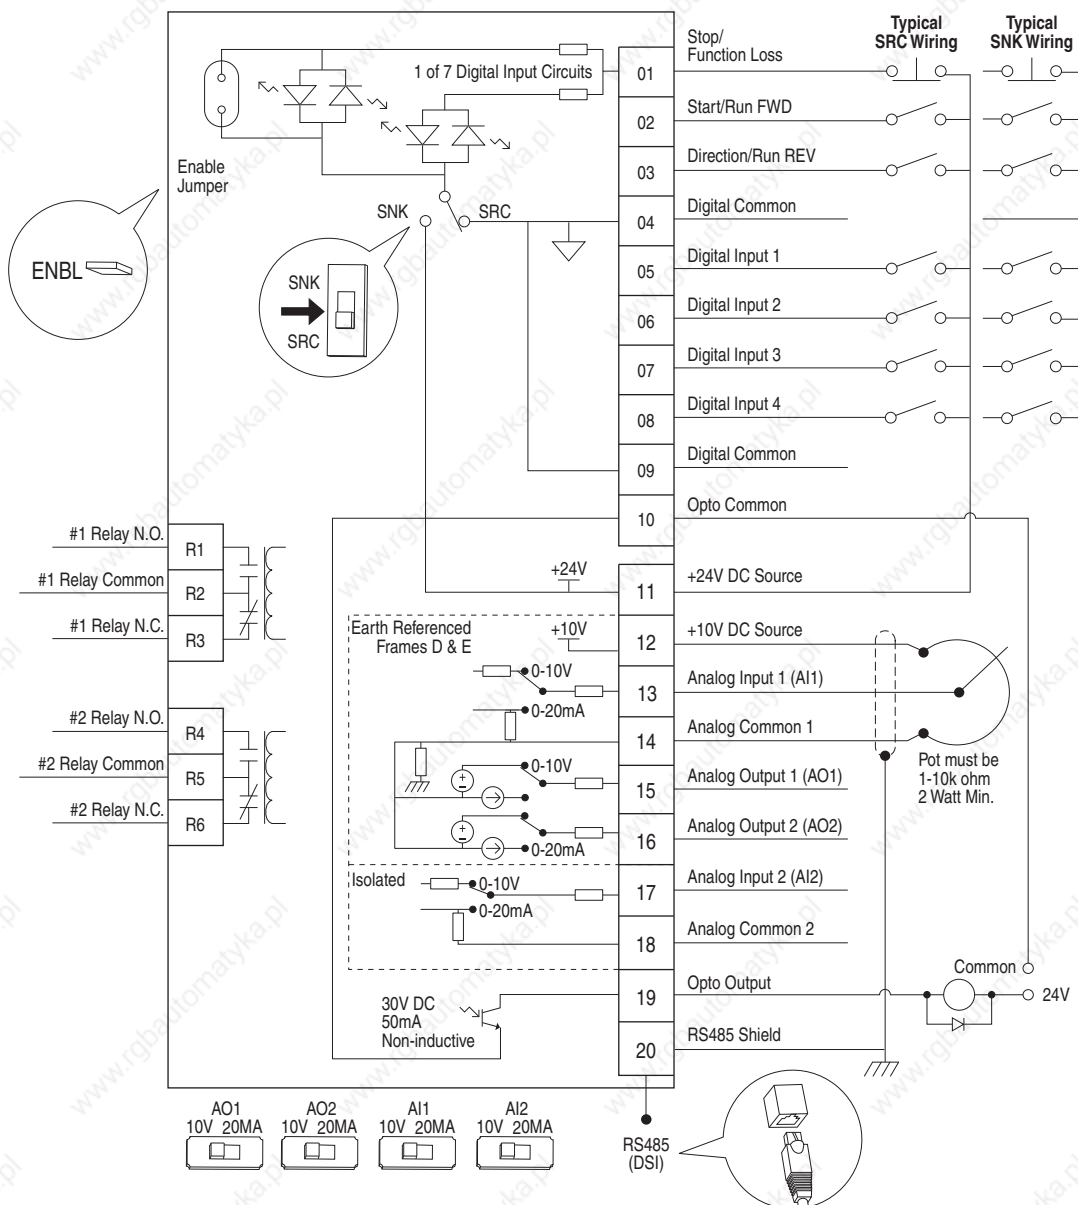 Typical
SRC Wiring
Typical
SNK Wiring
Stop/
Function Loss
1 of 7 Digital Input Circuits
01
Start/Run FWD
02
Enable
Jumper
Direction/Run REV
03
SNK
SRC
Digital Common
04
ENBL
SNK
SRC
Digital Input 1
05
Digital Input 2
06
Digital Input 3
07
Digital Input 4
08
Digital Common
09
Opto Common
10
#1 Relay N.O.
R1
#1 Relay Common
R2
#1 Relay N.C.
R3
+24V
+24V DC Source
11
Earth Referenced
Frames D & E
+10V
+10V DC Source
12
0-10V
Analog Input 1 (AI1)
13
0-20mA
Analog Common 1
14
#2 Relay N.O.
R4
#2 Relay Common
R5
#2 Relay N.C.
R6
0-10V
Analog Output 1 (AO1)
15
Pot must be
1-10k ohm
2 Watt Min.
Analog Output 2 (AO2)
16
0-20mA
Isolated
0-10V
Analog Input 2 (AI2)
17
0-20mA
Analog Common 2
18
Common
24V
Opto Output
19
30V DC
50mA
Non-inductive
RS485 Shield
20
AO1
10V 20MA
AO2
10V 20MA
AI1
10V 20MA
AI2
10V 20MA
RS485
(DSI)
www.rgbautomatyka.pl